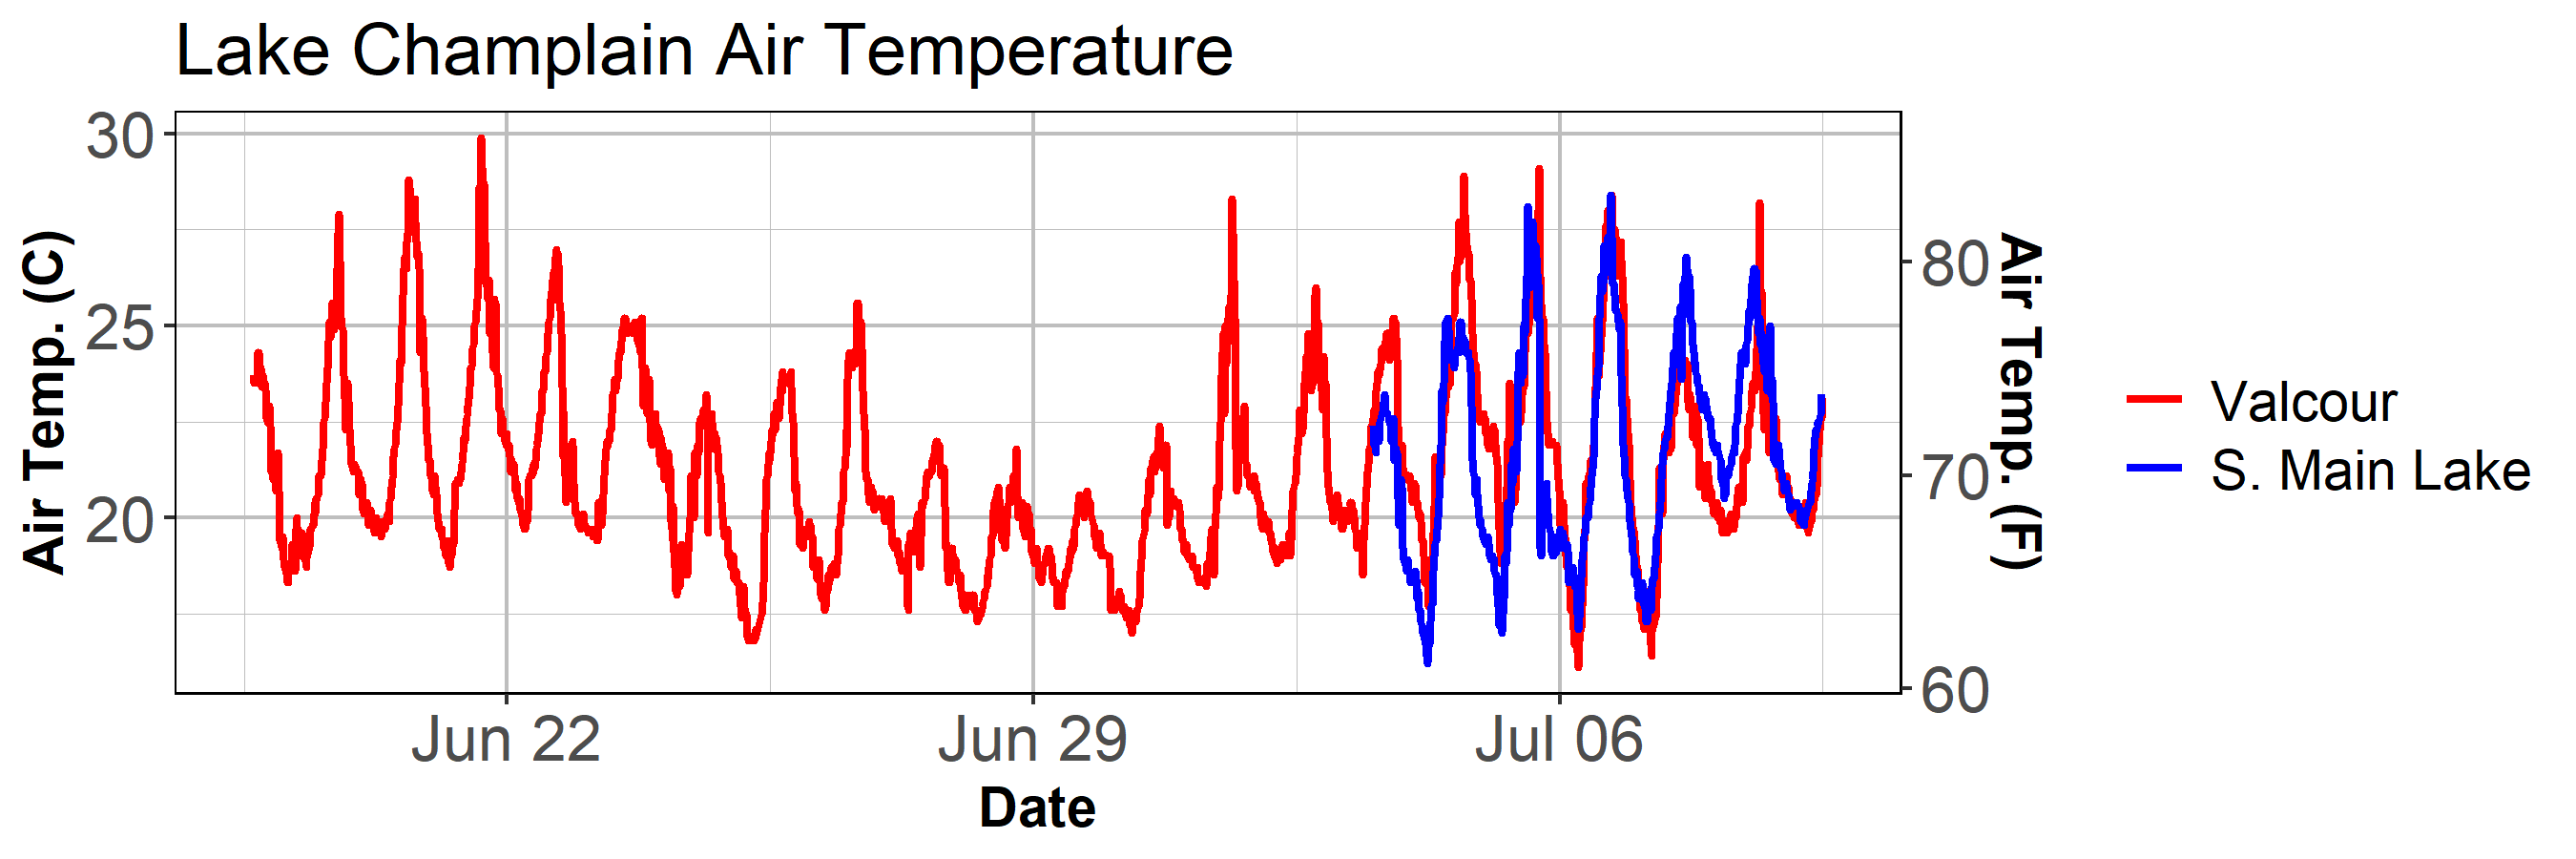 Lake Champlain Air Temperature
30
25
20
Air Temp. (C)
80
70
60
Air Temp. (F)
Jun 22
Jun 29
Jul 06
Date
Valcour
S. Main Lake